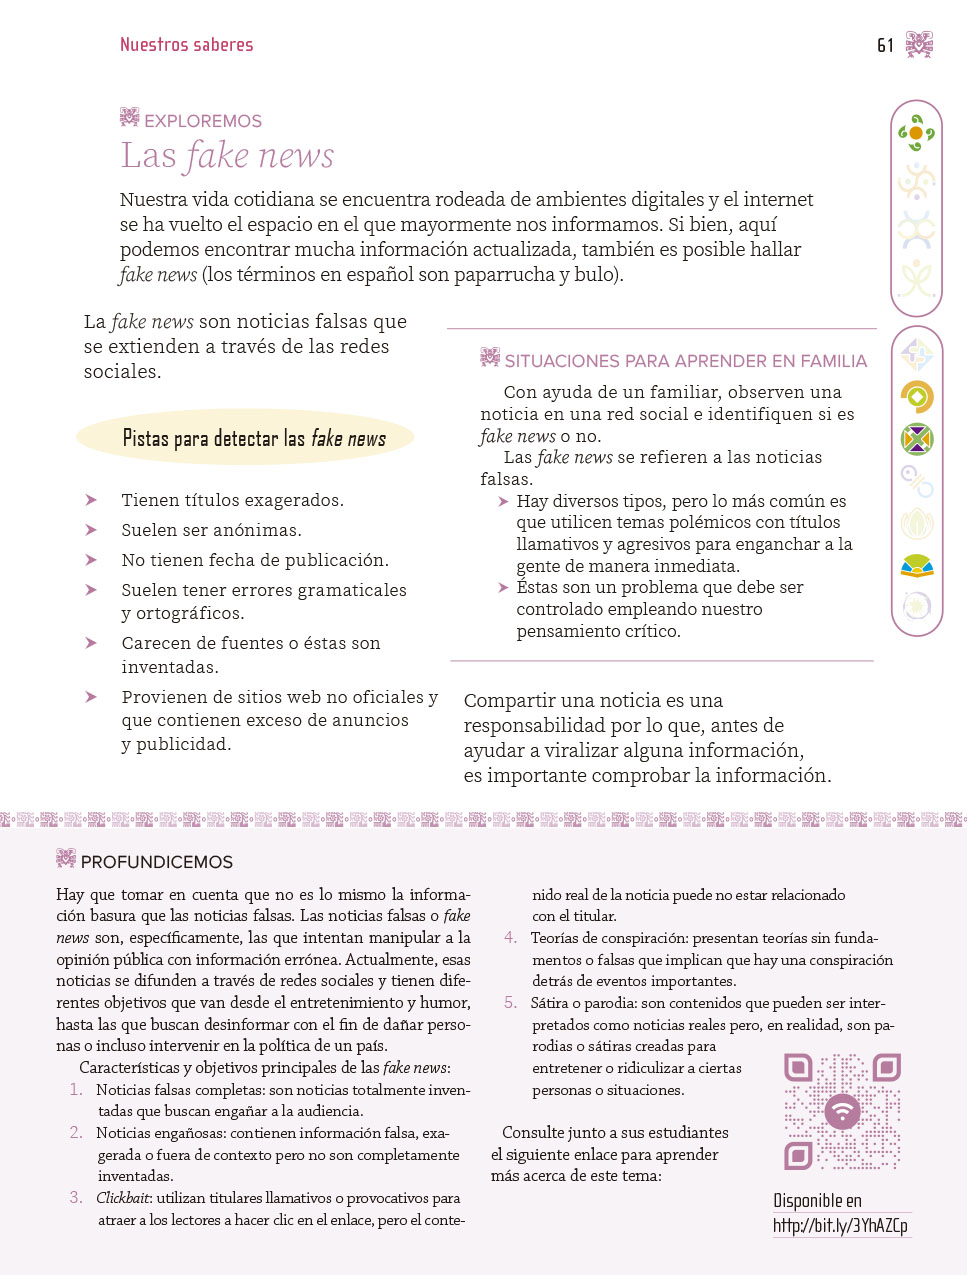 Nuestros saberes
61
EXPLOREMOS
Las fake news
Nuestra vida cotidiana se encuentra rodeada de ambientes digitales y el internet
se ha vuelto el espacio en el que mayormente nos informamos. Si bien, aquí
podemos encontrar mucha información actualizada, también es posible hallar
fake news (los términos en español son paparrucha y bulo).
La fake news son noticias falsas que
se extienden a través de las redes
sociales.
Pistas para detectar las fake news
➤ Tienen títulos exagerados.
➤ Suelen ser anónimas.
➤ No tienen fecha de publicación.
➤ Suelen tener errores gramaticales
y ortográficos.
➤ Carecen de fuentes o éstas son
inventadas.
➤ Provienen de sitios web no oficiales y
que contienen exceso de anuncios
y publicidad.
SITUACIONES PARA APRENDER EN FAMILIA
Con ayuda de un familiar, observen una
noticia en una red social e identifiquen si es
fake news o no.
Las fake news se refieren a las noticias
falsas.
➤ Hay diversos tipos, pero lo más común es
que utilicen temas polémicos con títulos
llamativos y agresivos para enganchar a la
gente de manera inmediata.
➤ Éstas son un problema que debe ser
controlado empleando nuestro
pensamiento crítico.
Compartir una noticia es una
responsabilidad por lo que, antes de
ayudar a viralizar alguna información,
es importante comprobar la información.
PROFUNDICEMOS
Hay que tomar en cuenta que no es lo mismo la informa-
ción basura que las noticias falsas. Las noticias falsas o fake
news son, específicamente, las que intentan manipular a la
opinión pública con información errónea. Actualmente, esas
noticias se difunden a través de redes sociales y tienen dife-
rentes objetivos que van desde el entretenimiento y humor,
hasta las que buscan desinformar con el fin de dañar perso-
nas o incluso intervenir en la política de un país.
Características y objetivos principales de las fake news:
1. Noticias falsas completas: son noticias totalmente inven-
tadas que buscan engañar a la audiencia.
2. Noticias engañosas: contienen información falsa, exa-
gerada o fuera de contexto pero no son completamente
inventadas.
3. Clickbait: utilizan titulares llamativos o provocativos para
atraer a los lectores a hacer clic en el enlace, pero el conte-
nido real de la noticia puede no estar relacionado
con el titular.
4. Teorías de conspiración: presentan teorías sin funda-
mentos o falsas que implican que hay una conspiración
detrás de eventos importantes.
5. Sátira o parodia: son contenidos que pueden ser inter-
pretados como noticias reales pero, en realidad, son pa-
rodias o sátiras creadas para
entretener o ridiculizar a ciertas
personas o situaciones.
Consulte junto a sus estudiantes
el siguiente enlace para aprender
más acerca de este tema:
Disponible en
http://bit.ly/3YhAZCp